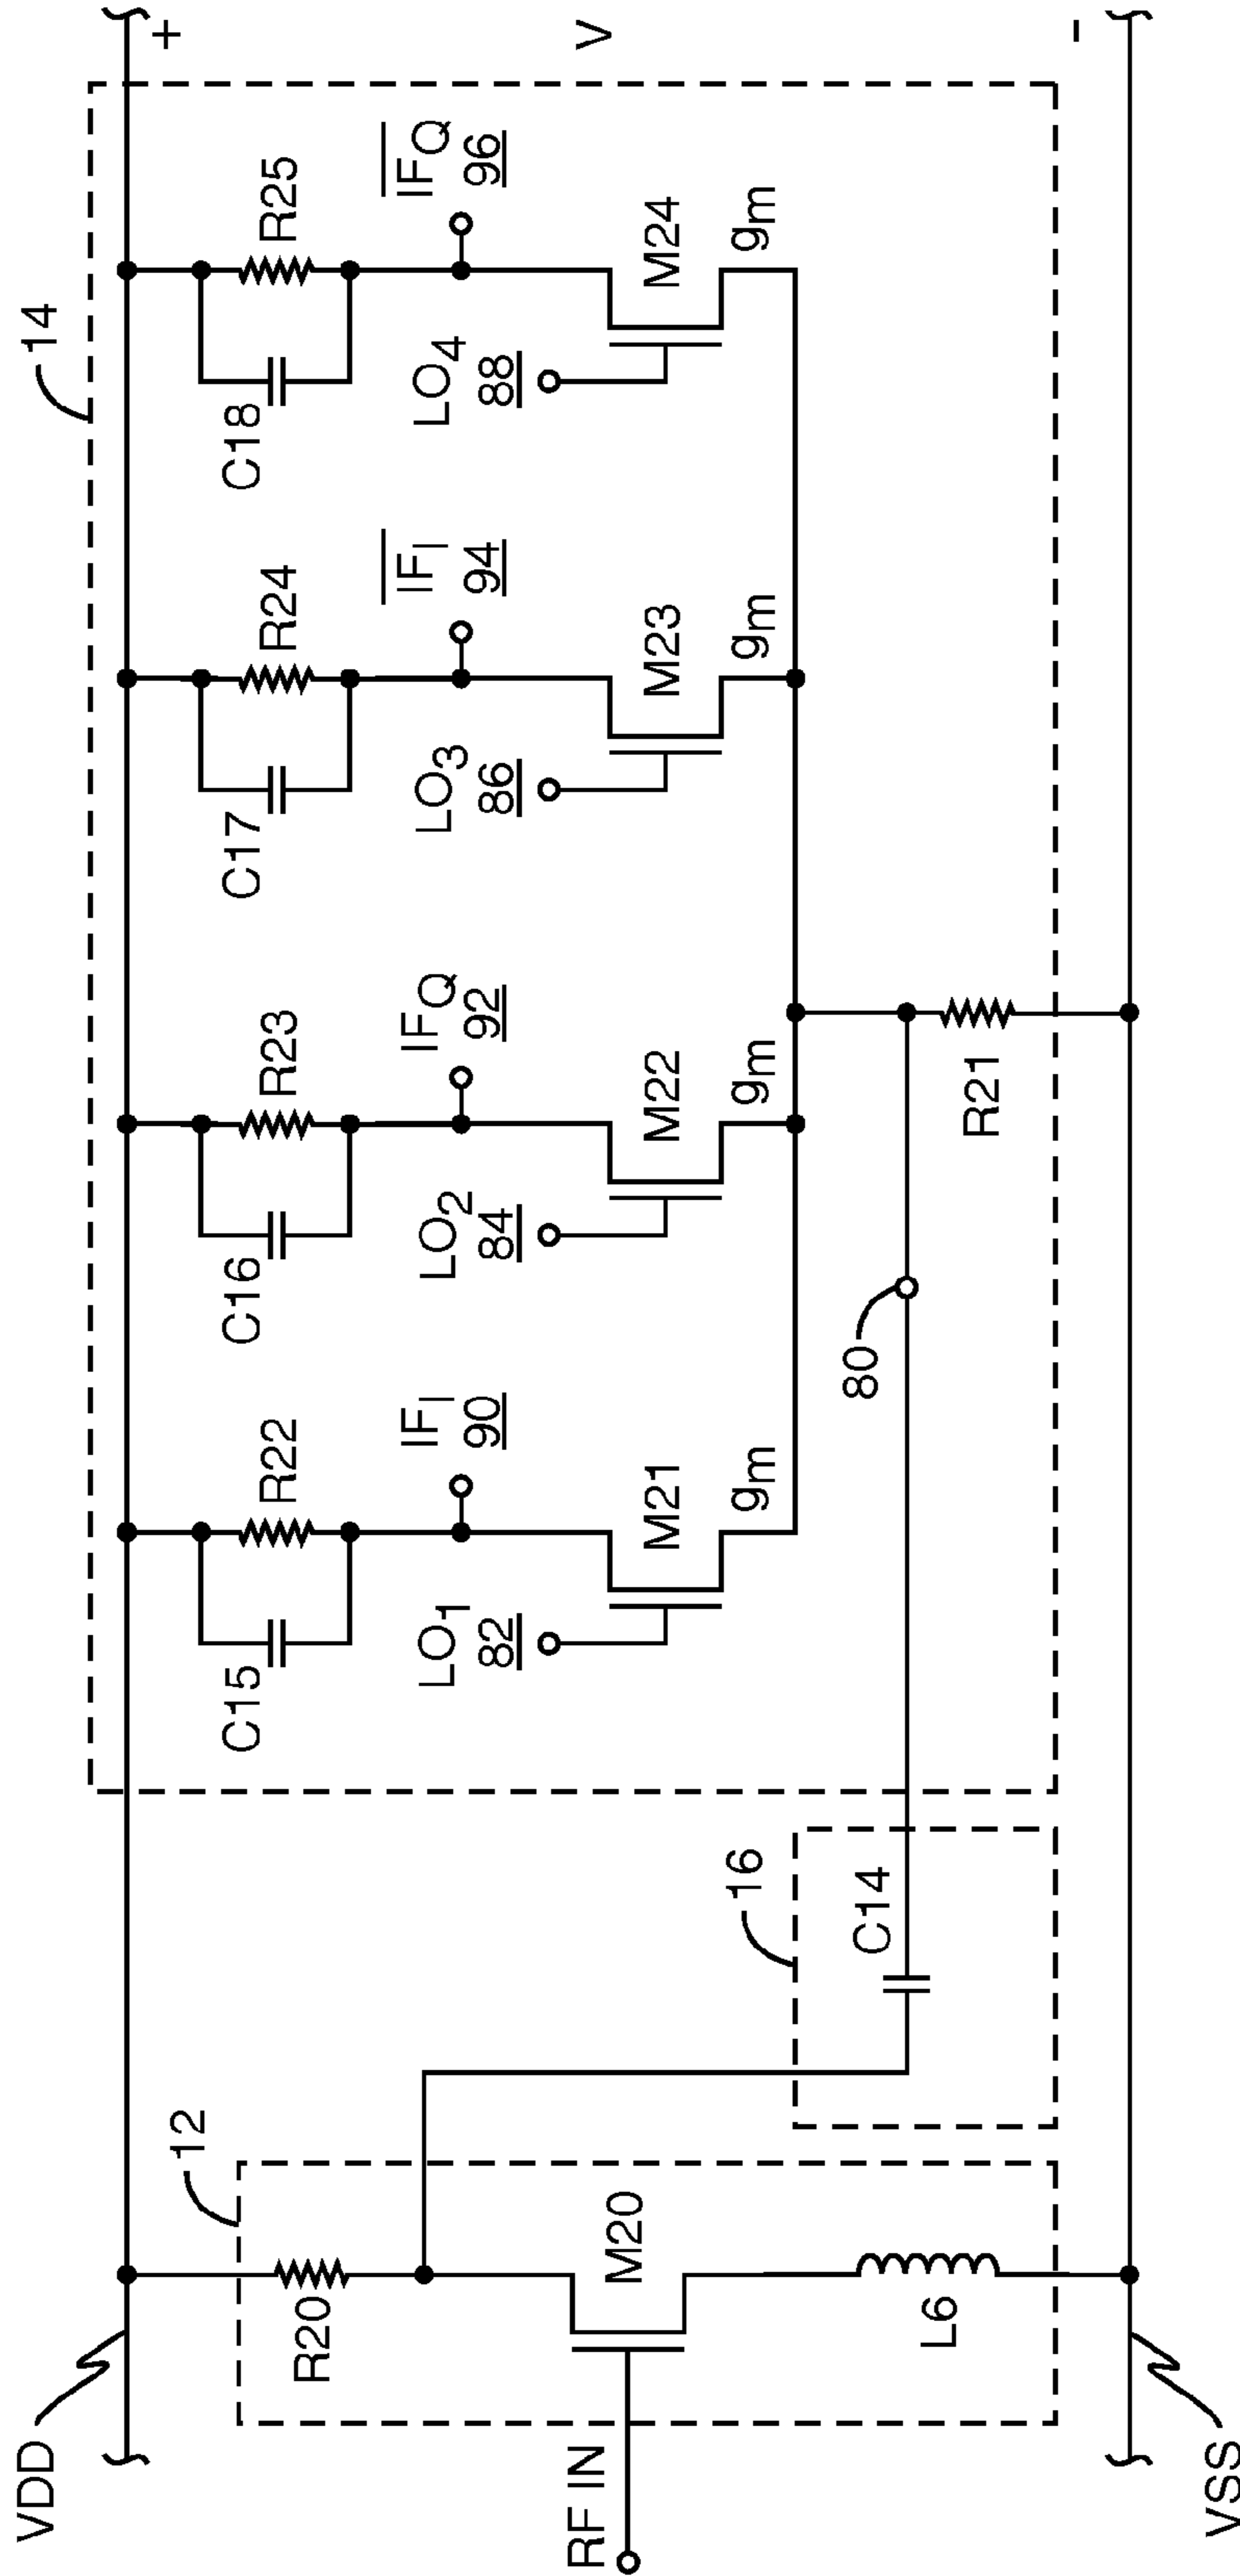 VDD
12
R20
RF IN
M20
L6
VSS
16
C14
80
14
C15
R22
LO1
82
IFI
90
M21
gm
C16
R23
LO2
84
IFQ
92
M22
gm
R21
C17
R24
LO3
86
IFI
94
M23
gm
C18
R25
LO4
88
IFQ
96
M24
gm
+
V
-